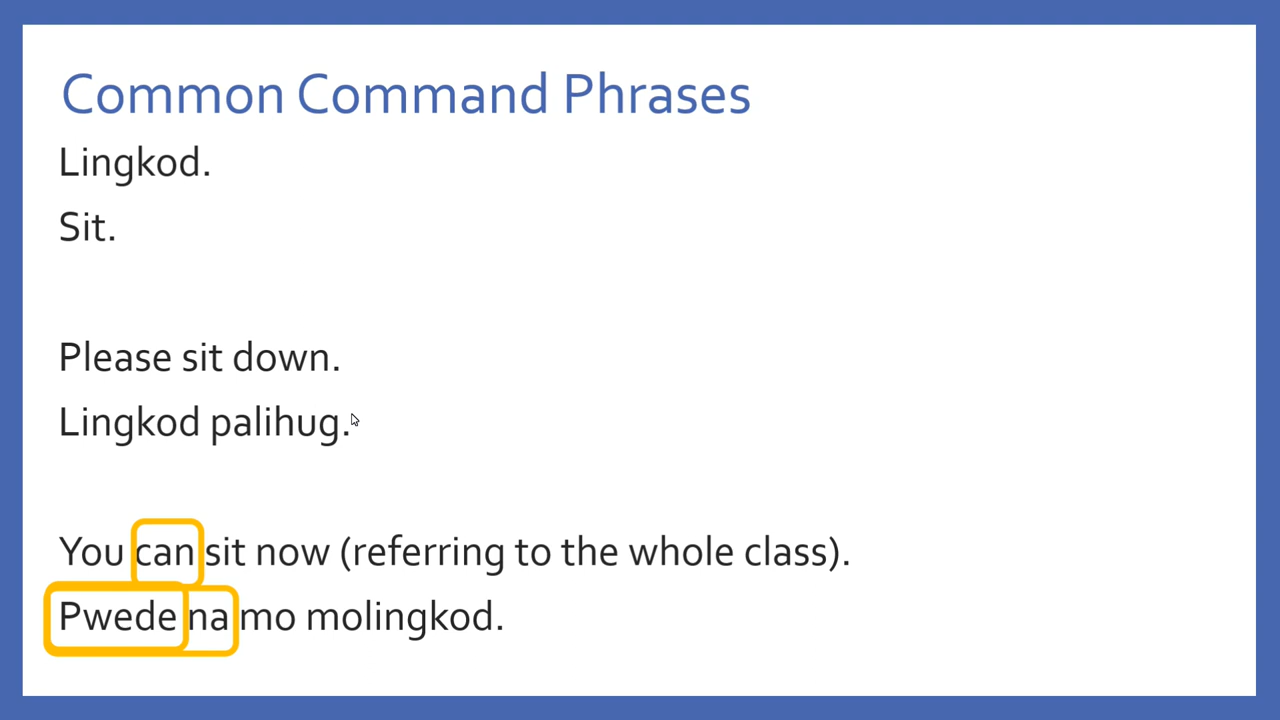 Common Command Phrases
Lingkod.
Sit.
Please sit down.
Lingkod palihug.
You can sit now (referring to the whole class).
Pwede na mo molingkod.